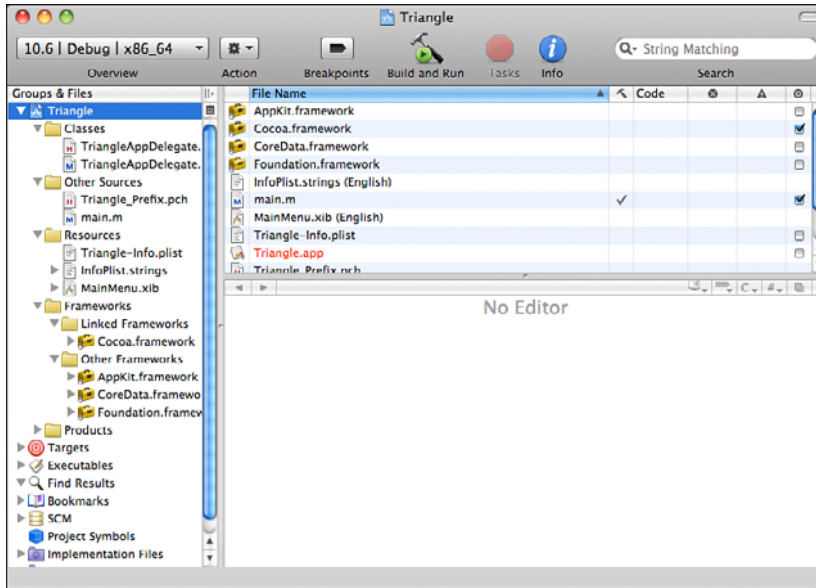 Triangle
10.6 | Debug | x86_64
String Matching
Overview
Action
Breakpoints
Build and Run
Tasks
Info
Search
Groups & Files
File Name
Code
Triangle
Classes
TriangleAppDelegate.
TriangleAppDelegate.
Other Sources
Triangle_Prefix.pch
main.m
Resources
Triangle-Info.plist
InfoPlist.strings
MainMenu.xib
Frameworks
Linked Frameworks
Cocoa.framework
Other Frameworks
AppKit.framework
CoreData.framewo
Foundation.framew
Products
Targets
Executables
Find Results
Bookmarks
SCM
Project Symbols
Implementation Files
AppKit.framework
Cocoa.framework
CoreData.framework
Foundation.framework
InfoPlist.strings (English)
main.m
MainMenu.xib (English)
Triangle-Info.plist
Triangle.app
Triangle_Prefix.pch
No Editor